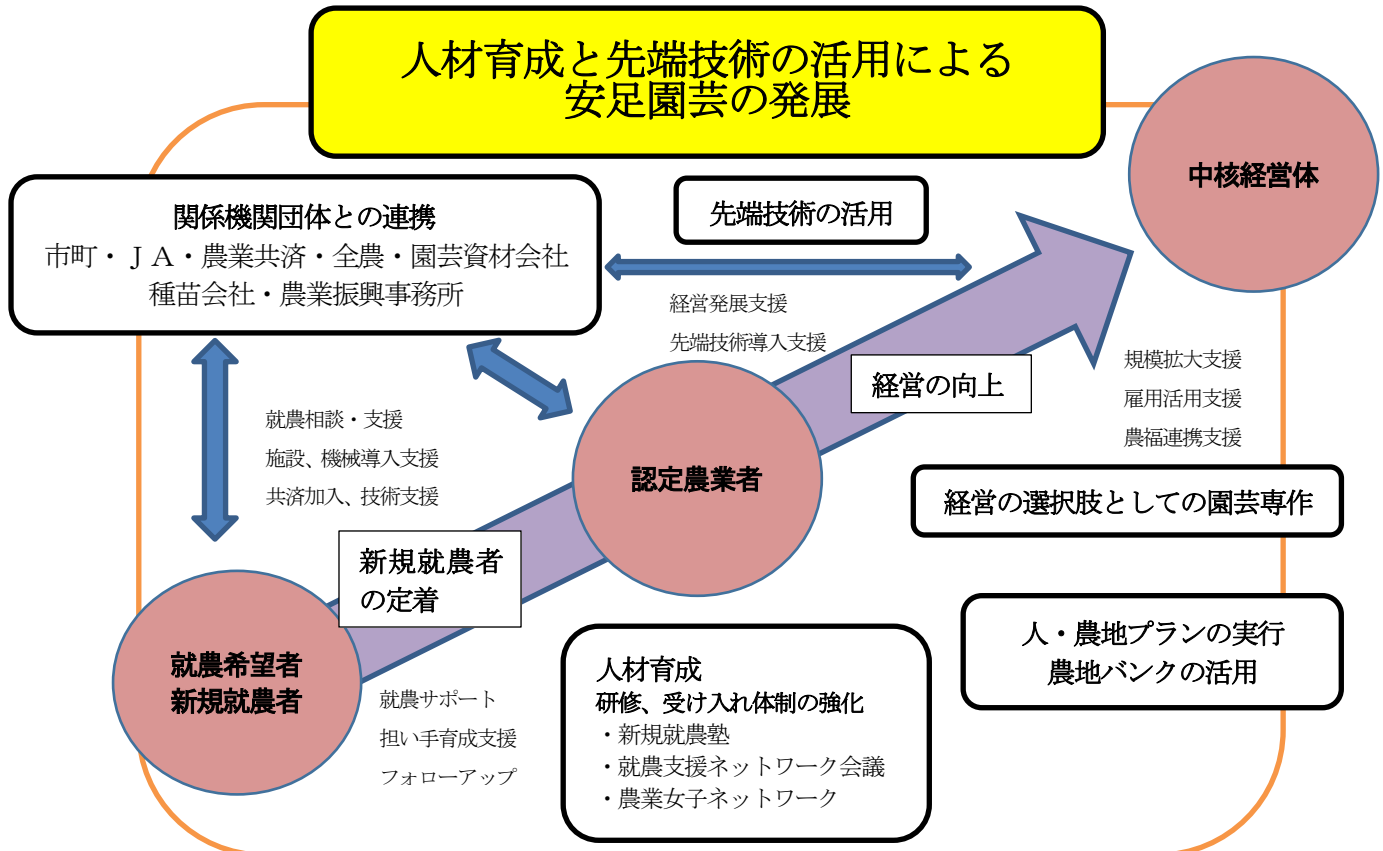 人材育成と先端技術の活用による
安足園芸の発展
中核経営体
関係機関団体との連携
市町・ＪＡ・農業共済・全農・園芸資材会社
種苗会社・農業振興事務所
先端技術の活用
経営発展支援
先端技術導入支援
経営の向上
規模拡大支援
雇用活用支援
農福連携支援
就農相談・支援
施設、機械導入支援
共済加入、技術支援
認定農業者
経営の選択肢としての園芸専作
新規就農者
の定着
人・農地プランの実行
農地バンクの活用
就農希望者
新規就農者
就農サポート
担い手育成支援
フォローアップ
人材育成
研修、受け入れ体制の強化
・新規就農塾
・就農支援ネットワーク会議
・農業女子ネットワーク